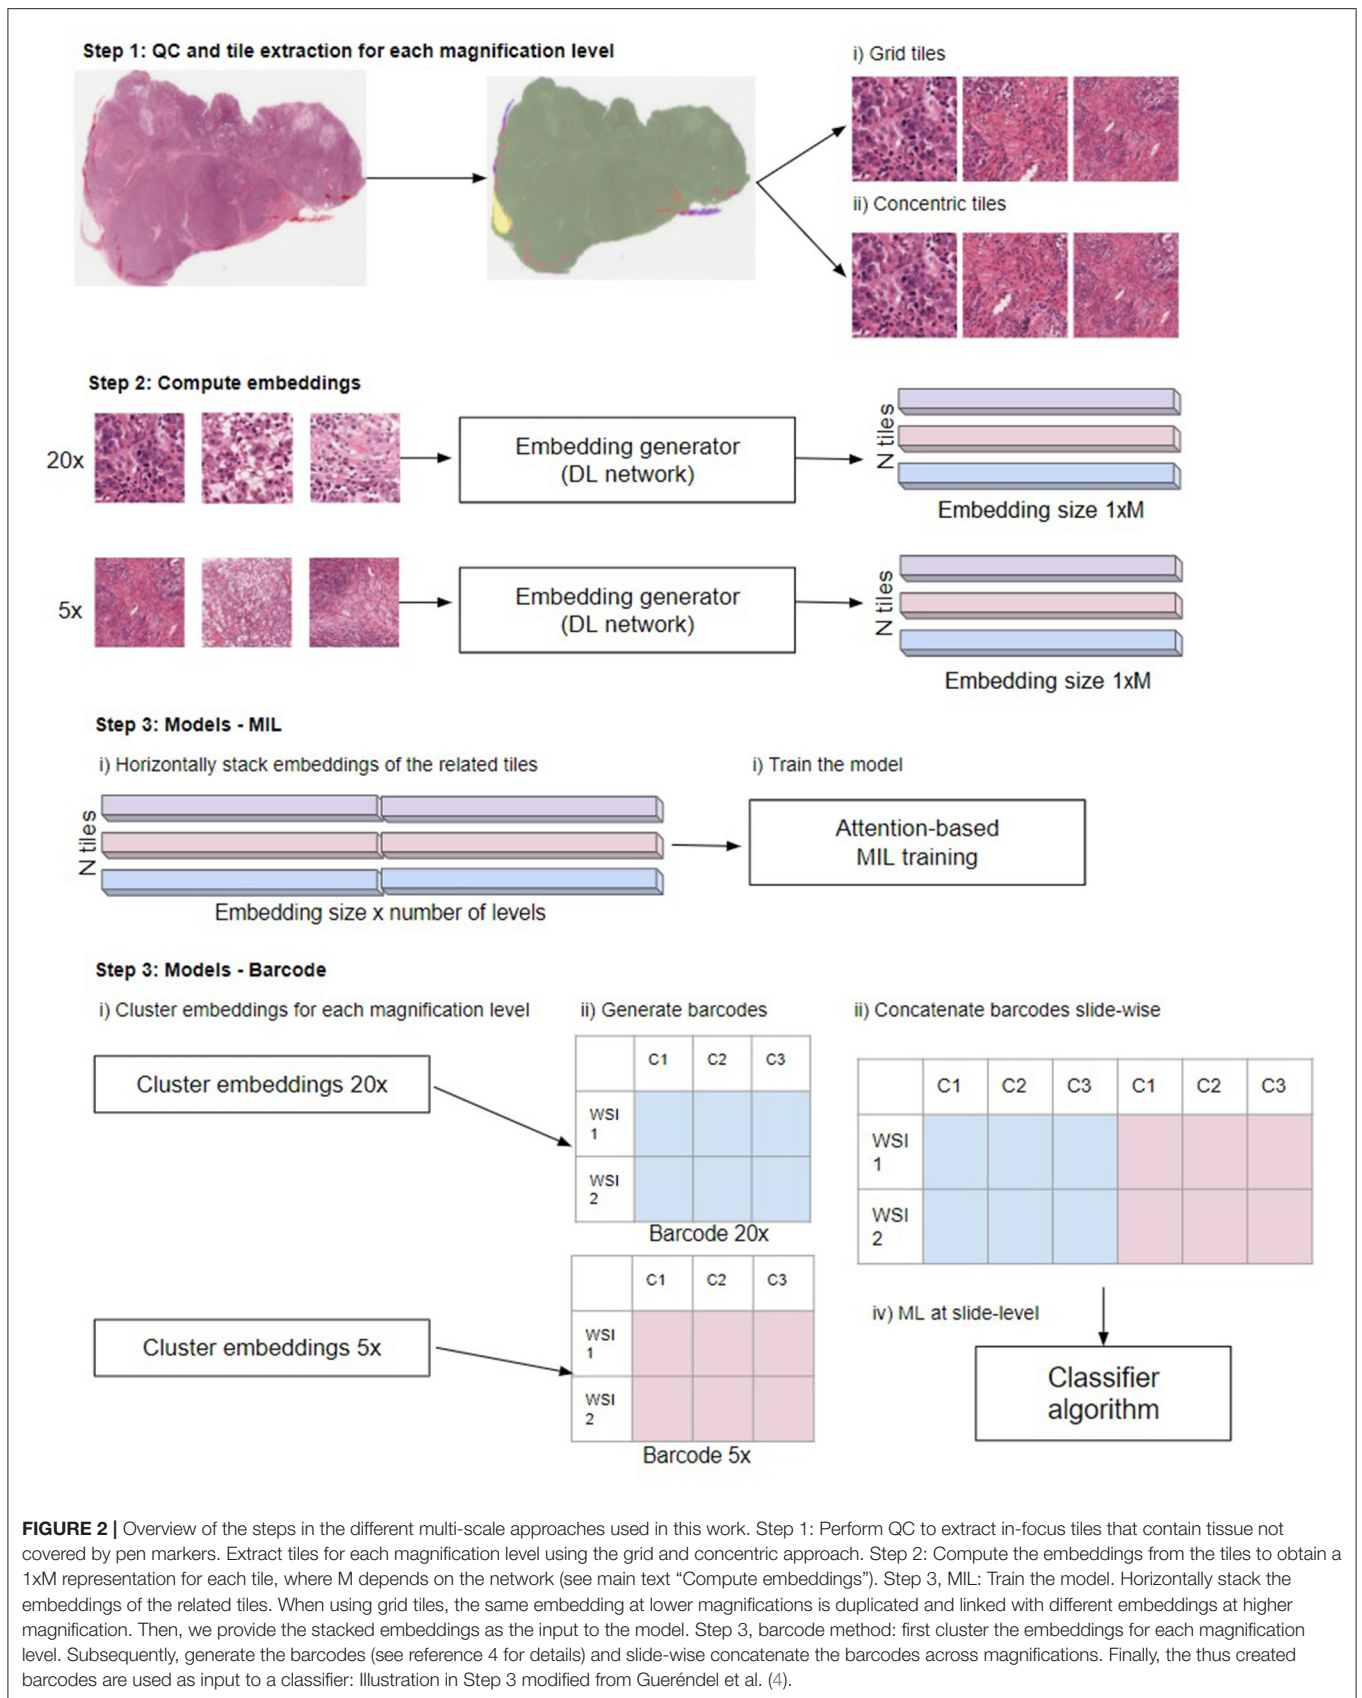 Step 1: QC and tile extraction for each magnification level
i) Grid tiles
ii) Concentric tiles
Step 2: Compute embeddings
20x
Embedding generator
(DL network)
N tiles
Embedding size 1xM
5x
Embedding generator
(DL network)
N tiles
Embedding size 1xM
Step 3: Models - MIL
i) Horizontally stack embeddings of the related tiles
i) Train the model
N tiles
Attention-based
MIL training
Embedding size x number of levels
Step 3: Models - Barcode
i) Cluster embeddings for each magnification level
ii) Generate barcodes
ii) Concatenate barcodes slide-wise
Cluster embeddings 20x
C1 C2 C3
WSI
1
WSI
2
Barcode 20x
C1 C2 C3 C1 C2 C3
WSI
1
WSI
2
Cluster embeddings 5x
C1 C2 C3
WSI
1
WSI
2
Barcode 5x
iv) ML at slide-level
Classifier
algorithm
FIGURE 2 | Overview of the steps in the different multi-scale approaches used in this work. Step 1: Perform QC to extract in-focus tiles that contain tissue not
covered by pen markers. Extract tiles for each magnification level using the grid and concentric approach. Step 2: Compute the embeddings from the tiles to obtain a
1xM representation for each tile, where M depends on the network (see main text “Compute embeddings”). Step 3, MIL: Train the model. Horizontally stack the
embeddings of the related tiles. When using grid tiles, the same embedding at lower magnifications is duplicated and linked with different embeddings at higher
magnification. Then, we provide the stacked embeddings as the input to the model. Step 3, barcode method: first cluster the embeddings for each magnification
level. Subsequently, generate the barcodes (see reference 4 for details) and slide-wise concatenate the barcodes across magnifications. Finally, the thus created
barcodes are used as input to a classifier: Illustration in Step 3 modified from Gueréndel et al. (4).